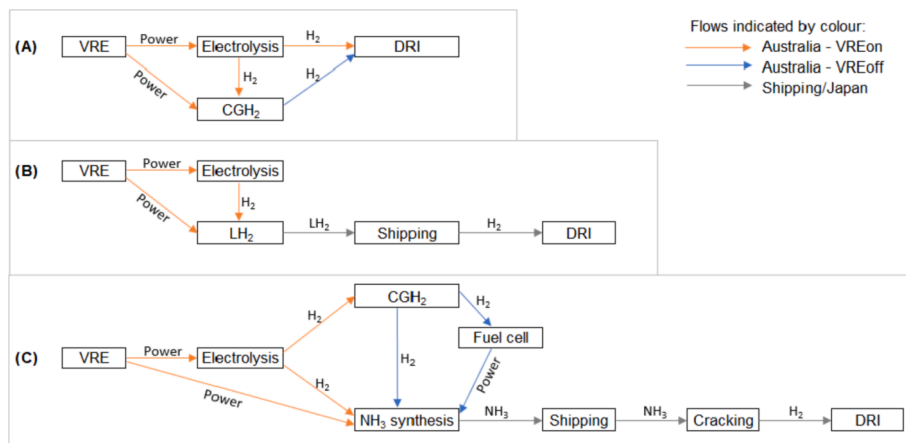 Flows indicated by colour:
Australia - VREon
Australia - VREoff
Shipping/Japan
(A)
VRE
Power
Electrolysis
H₂
DRI
Power
H₂
H₂
CGH₂
(B)
VRE
Power
Electrolysis
Power
H₂
LH₂
LH₂
Shipping
H₂
DRI
(C)
CGH₂
H₂
H₂
Fuel cell
VRE
Power
Electrolysis
H₂
Power
H₂
Power
NH₃ synthesis
NH₃
Shipping
NH₃
Cracking
H₂
DRI